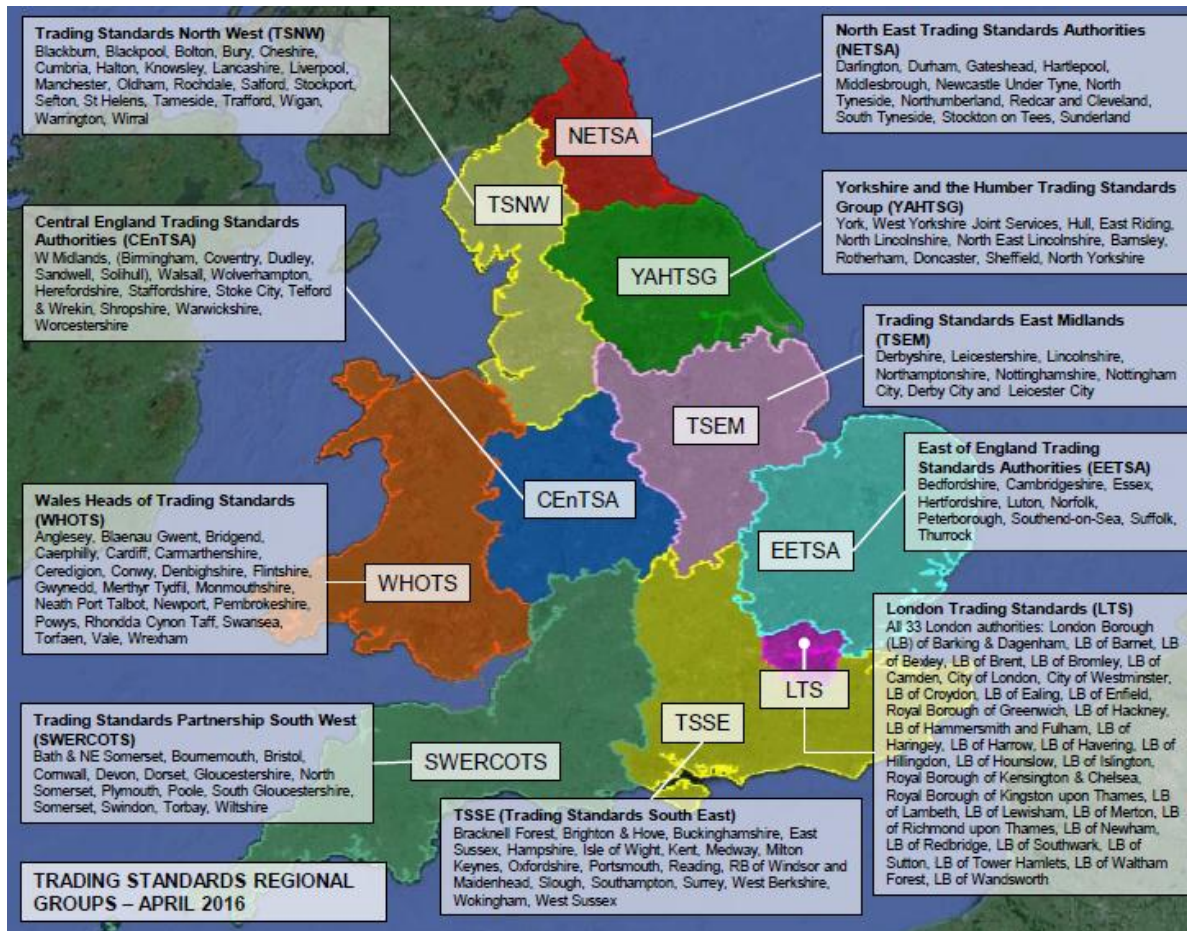 Trading Standards North West (TSNW)
Blackburn, Blackpool, Bolton, Bury, Cheshire,
Cumbria, Halton, Knowsley, Lancashire, Liverpool,
Manchester, Oldham, Rochdale, Salford, Stockport,
Sefton, St Helens, Tameside, Trafford, Wigan,
Warrington, Wirral
North East Trading Standards Authorities
(NETSA)
Darlington, Durham, Gateshead, Hartlepool,
Middlesbrough, Newcastle Under Tyne, North
Tyneside, Northumberland, Redcar and Cleveland,
South Tyneside, Stockton on Tees, Sunderland
NETSA
TSNW
Central England Trading Standards
Authorities (CEnTSA)
W Midlands, (Birmingham, Coventry, Dudley,
Sandwell, Solihull), Walsall, Wolverhampton,
Herefordshire, Staffordshire, Stoke City, Telford
& Wrekin, Shropshire, Warwickshire,
Worcestershire
Yorkshire and the Humber Trading Standards
Group (YAHTSG)
York, West Yorkshire Joint Services, Hull, East Riding,
North Lincolnshire, North East Lincolnshire, Barnsley,
Rotherham, Doncaster, Sheffield, North Yorkshire
YAHTSG
Trading Standards East Midlands
(TSEM)
Derbyshire, Leicestershire, Lincolnshire,
Northamptonshire, Nottinghamshire, Nottingham
City, Derby City and Leicester City
TSEM
East of England Trading
Standards Authorities (EETSA)
Bedfordshire, Cambridgeshire, Essex,
Hertfordshire, Luton, Norfolk,
Peterborough, Southend-on-Sea, Suffolk,
Thurrock
CEnTSA
EETSA
Wales Heads of Trading Standards
(WHOTS)
Anglesey, Blaenau Gwent, Bridgend,
Caerphilly, Cardiff, Carmarthenshire,
Ceredigion, Conwy, Denbighshire, Flintshire,
Gwynedd, Merthyr Tydfil, Monmouthshire,
Neath Port Talbot, Newport, Pembrokeshire,
Powys, Rhondda Cynon Taff, Swansea,
Torfaen, Vale, Wrexham
WHOTS
London Trading Standards (LTS)
All 33 London authorities: London Borough
(LB) of Barking & Dagenham, LB of Barnet, LB
of Bexley, LB of Brent, LB of Bromley, LB of
Camden, City of London, City of Westminster,
LB of Croydon, LB of Ealing, LB of Enfield,
Royal Borough of Greenwich, LB of Hackney,
LB of Hammersmith and Fulham, LB of
Haringey, LB of Harrow, LB of Havering, LB of
Hillingdon, LB of Hounslow, LB of Islington,
Royal Borough of Kensington & Chelsea,
Royal Borough of Kingston upon Thames, LB
of Lambeth, LB of Lewisham, LB of Merton, LB
of Richmond upon Thames, LB of Newham,
LB of Redbridge, LB of Southwark, LB of
Sutton, LB of Tower Hamlets, LB of Waltham
Forest, LB of Wandsworth
LTS
TSSE
SWERCOTS
Trading Standards Partnership South West
(SWERCOTS)
Bath & NE Somerset, Bournemouth, Bristol,
Cornwall, Devon, Dorset, Gloucestershire, North
Somerset, Plymouth, Poole, South Gloucestershire,
Somerset, Swindon, Torbay, Wiltshire
TSSE (Trading Standards South East)
Bracknell Forest, Brighton & Hove, Buckinghamshire, East
Sussex, Hampshire, Isle of Wight, Kent, Medway, Milton
Keynes, Oxfordshire, Portsmouth, Reading, RB of Windsor and
Maidenhead, Slough, Southampton, Surrey, West Berkshire,
Wokingham, West Sussex
TRADING STANDARDS REGIONAL
GROUPS – APRIL 2016